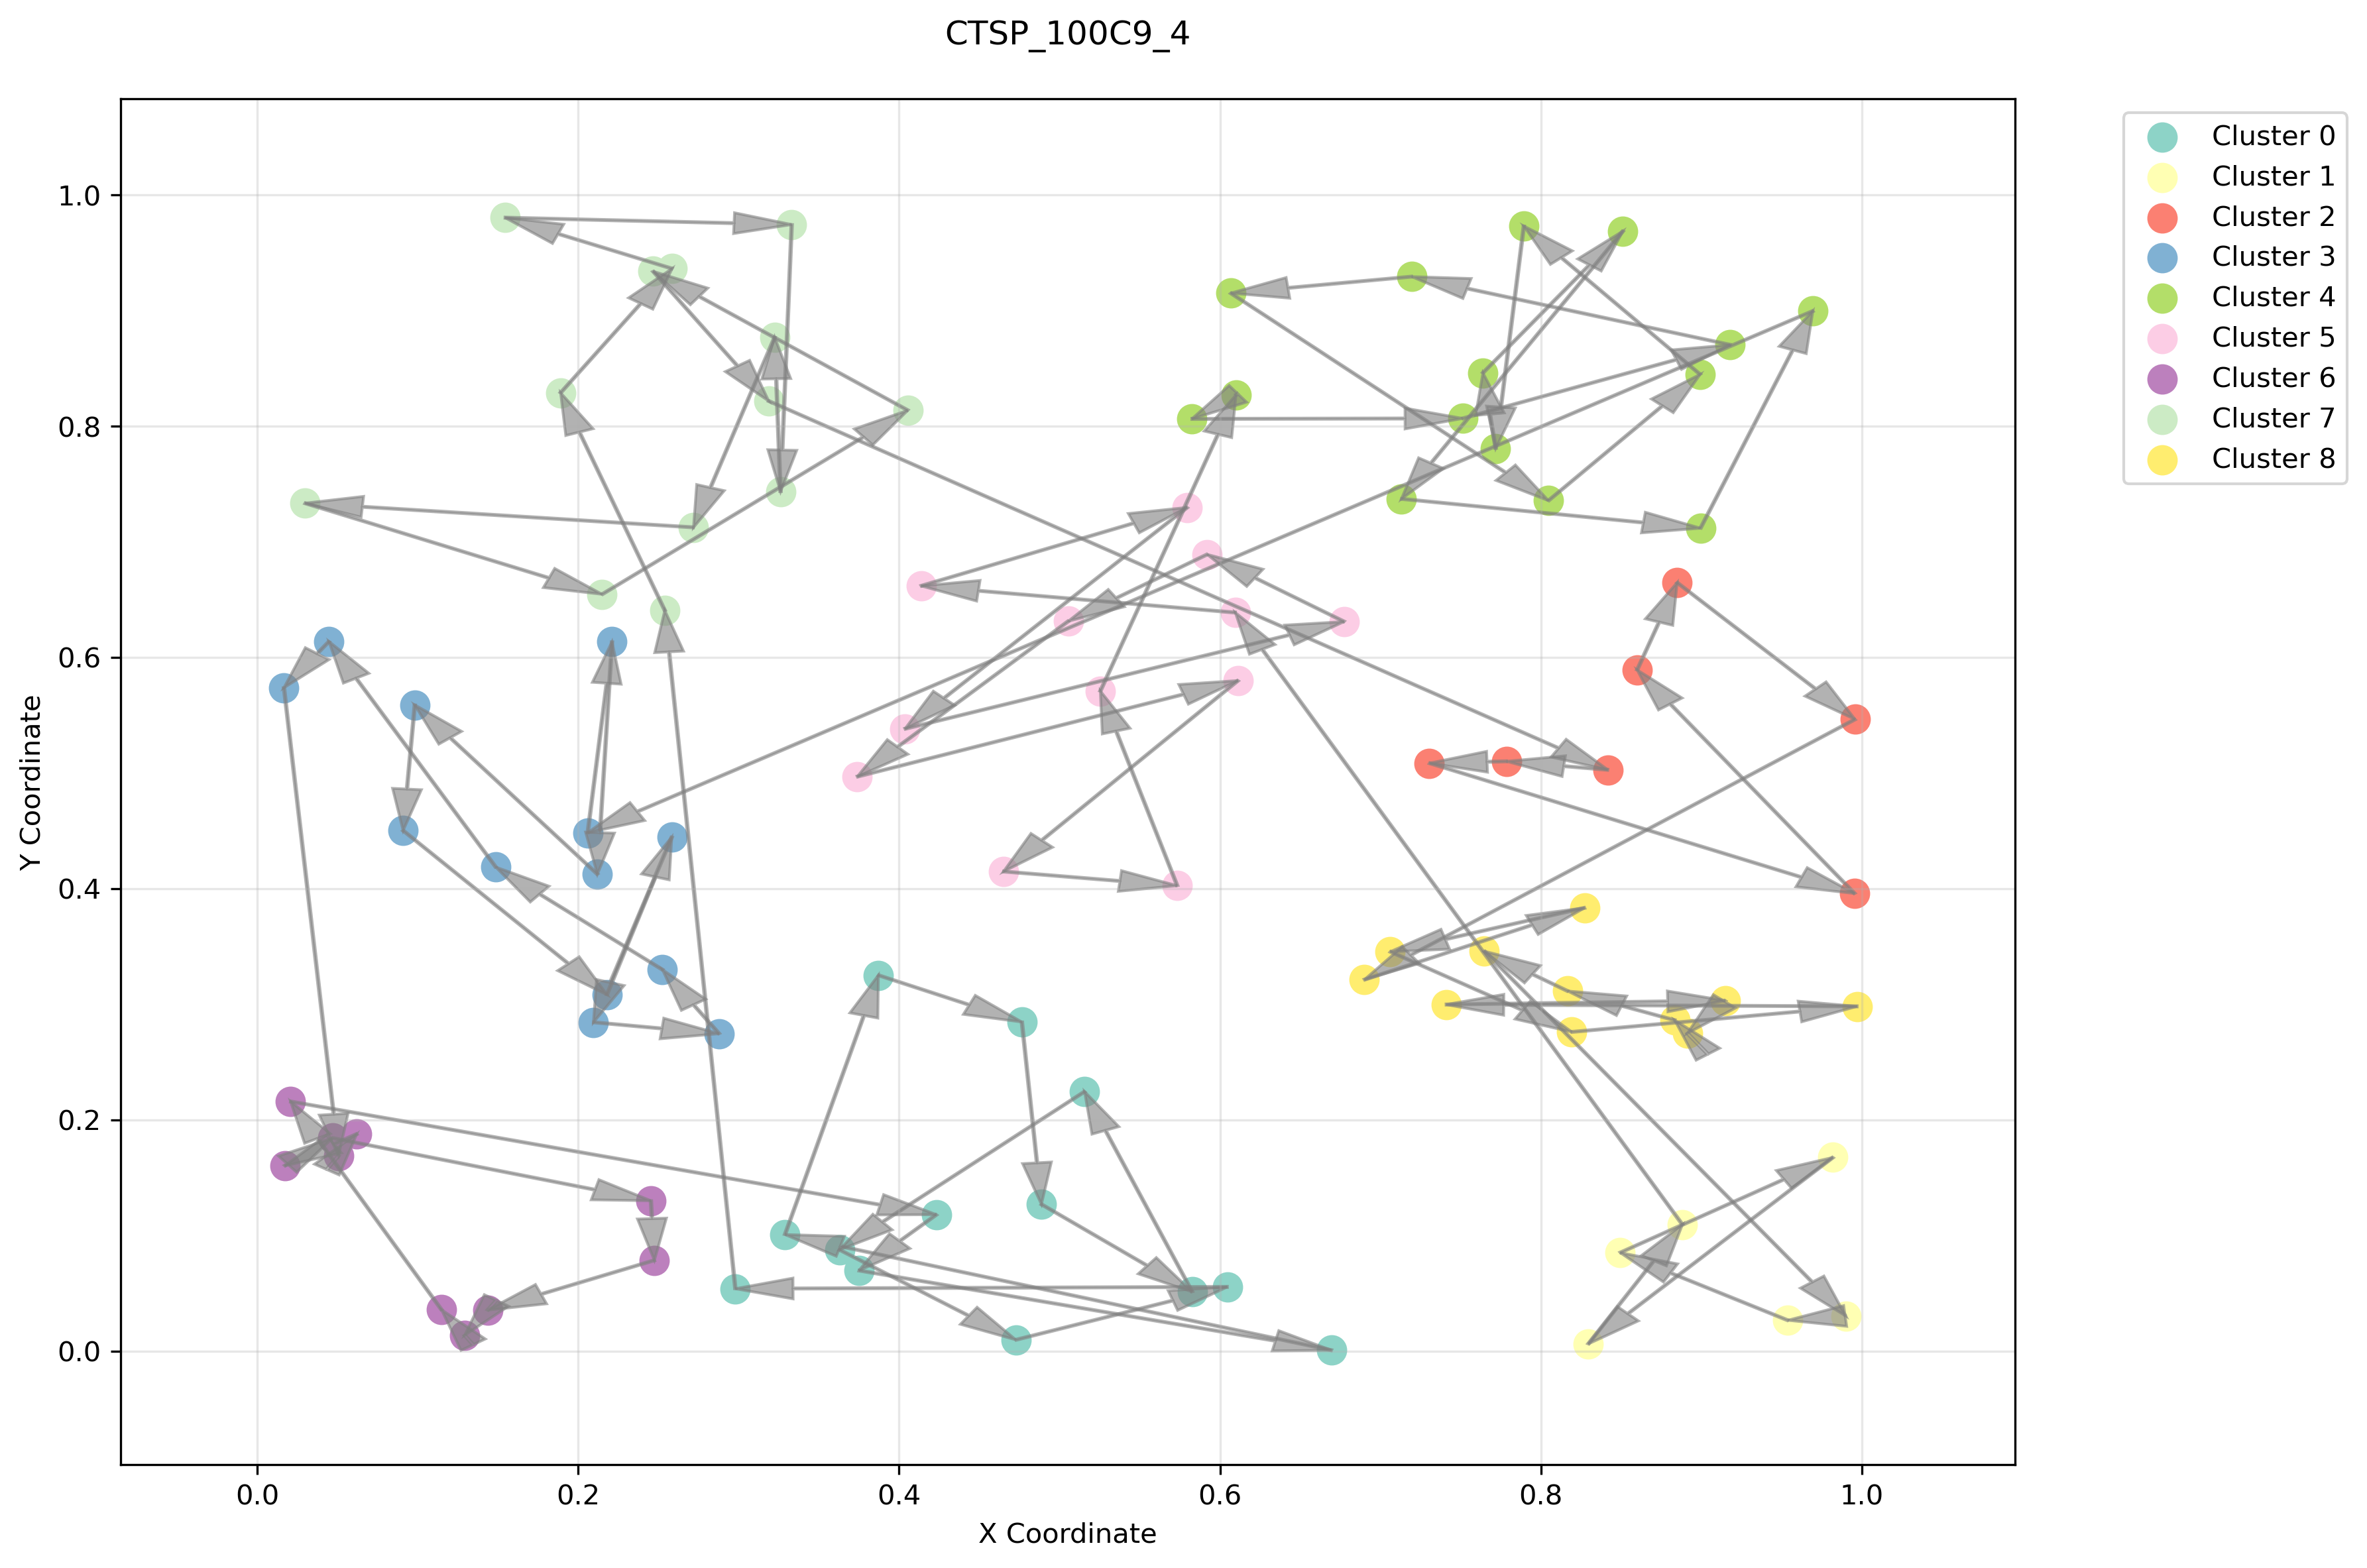 CTSP_100C9_4
1.0
0.8
0.6
0.4
0.2
0.0
Y Coordinate
0.0 0.2 0.4 0.6 0.8 1.0
X Coordinate
Cluster 0
Cluster 1
Cluster 2
Cluster 3
Cluster 4
Cluster 5
Cluster 6
Cluster 7
Cluster 8